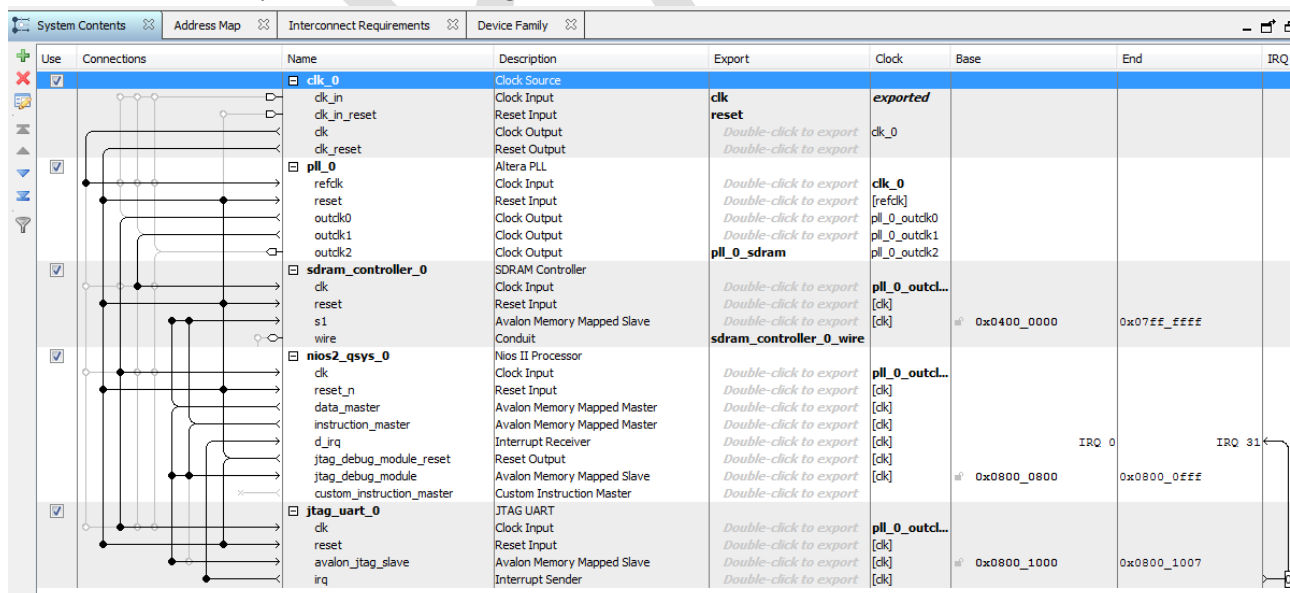 System Contents Address Map Interconnect Requirements Device Family
Use Connections Name Description Export Clock Base End IRQ
clk_0 Clock Source
clk_in Clock Input clk exported
clk_in_reset Reset Input reset
clk Clock Output Double-click to export clk_0
clk_reset Reset Output Double-click to export
pll_0 Altera PLL
refclk Clock Input Double-click to export clk_0
reset Reset Input Double-click to export [refclk]
outclk0 Clock Output Double-click to export pll_0_outclk0
outclk1 Clock Output Double-click to export pll_0_outclk1
outclk2 Clock Output pll_0_sdram pll_0_outclk2
sdram_controller_0 SDRAM Controller
clk Clock Input Double-click to export pll_0_outcl...
reset Reset Input Double-click to export [clk]
s1 Avalon Memory Mapped Slave Double-click to export [clk] 0x0400_0000 0x07ff_ffff
wire Conduit sdram_controller_0_wire
nios2_qsys_0 Nios II Processor
clk Clock Input Double-click to export pll_0_outcl...
reset_n Reset Input Double-click to export [clk]
data_master Avalon Memory Mapped Master Double-click to export [clk]
instruction_master Avalon Memory Mapped Master Double-click to export [clk]
d_irq Interrupt Receiver Double-click to export [clk] IRQ 0 IRQ 31
jtag_debug_module_reset Reset Output Double-click to export [clk]
jtag_debug_module Avalon Memory Mapped Slave Double-click to export [clk] 0x0800_0800 0x0800_0fff
custom_instruction_master Custom Instruction Master Double-click to export
jtag_uart_0 JTAG UART
clk Clock Input Double-click to export pll_0_outcl...
reset Reset Input Double-click to export [clk]
avalon_jtag_slave Avalon Memory Mapped Slave Double-click to export [clk] 0x0800_1000 0x0800_1007
irq Interrupt Sender Double-click to export [clk]